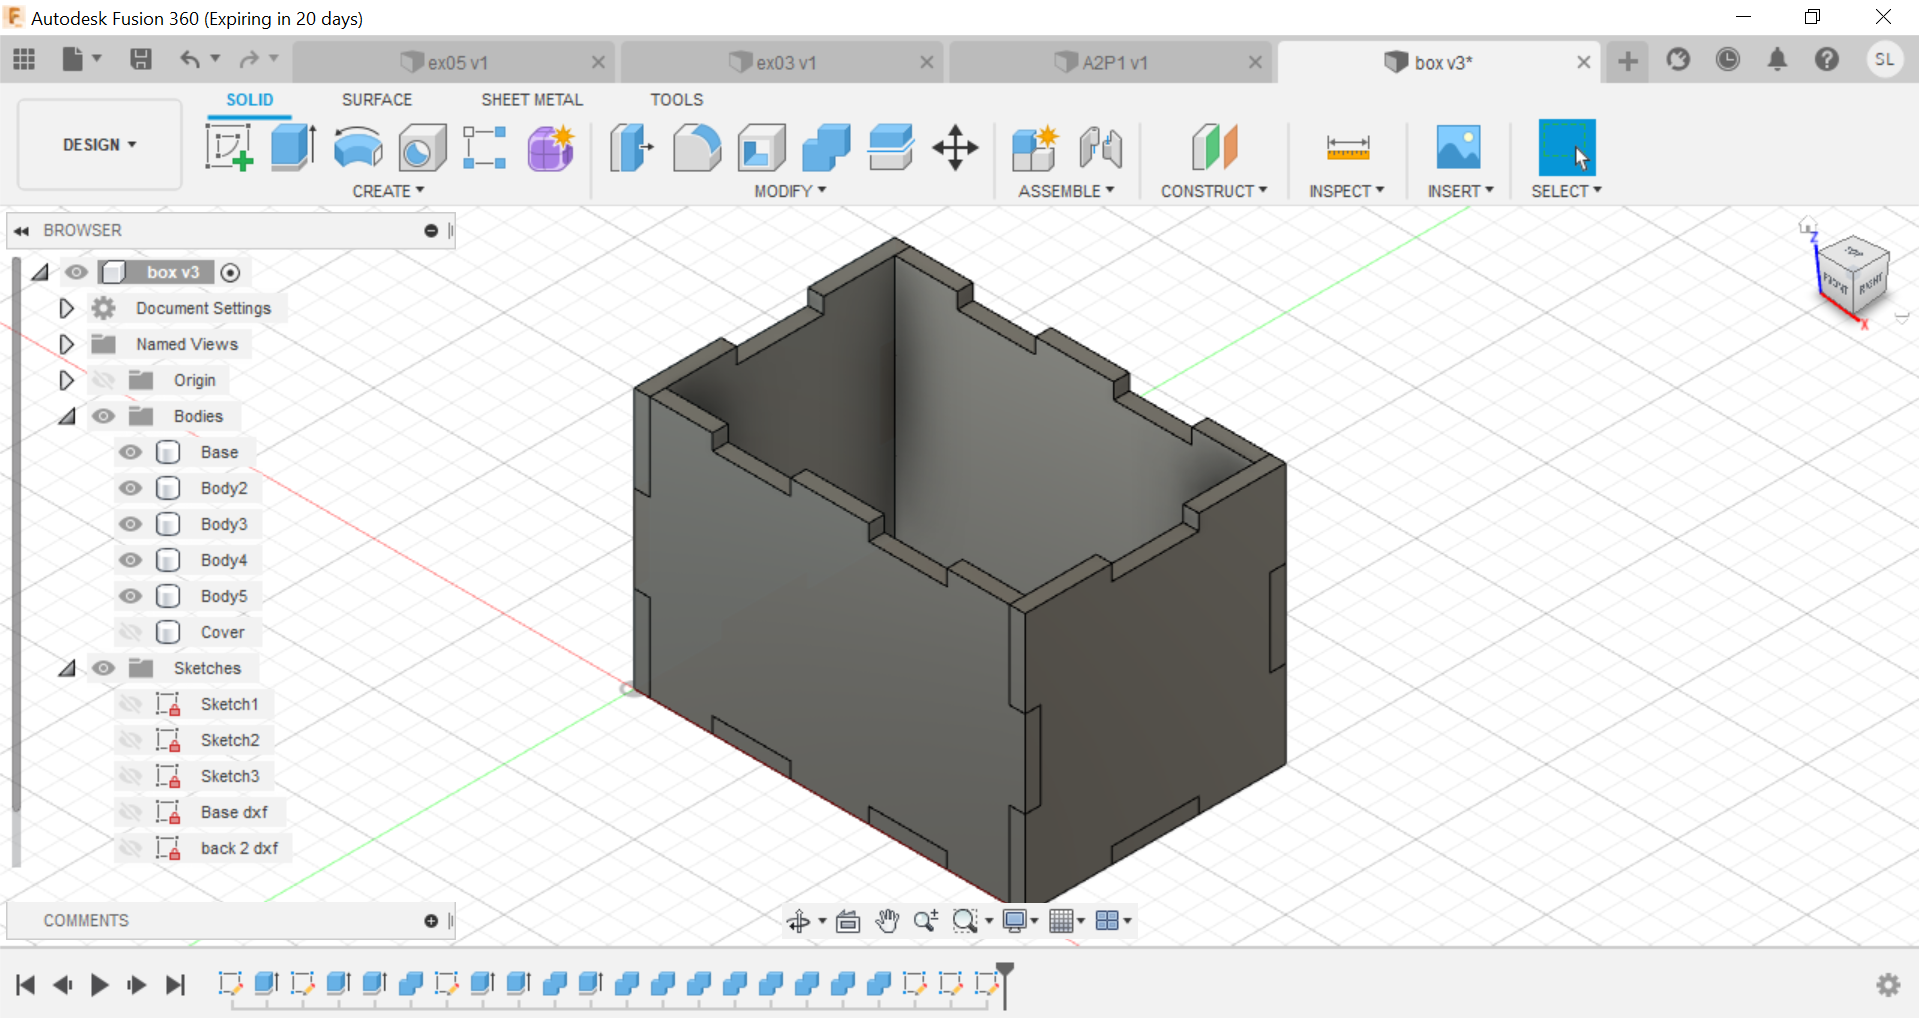 Autodesk Fusion 360 (Expiring in 20 days)
ex05 v1
ex03 v1
A2P1 v1
box v3*
SL
SOLID SURFACE SHEET METAL TOOLS
DESIGN
CREATE MODIFY ASSEMBLE CONSTRUCT INSPECT INSERT SELECT
BROWSER
box v3
Document Settings
Named Views
Origin
Bodies
Base
Body2
Body3
Body4
Body5
Cover
Sketches
Sketch1
Sketch2
Sketch3
Base dxf
back 2 dxf
Z
TOP
FRONT
RIGHT
X
COMMENTS